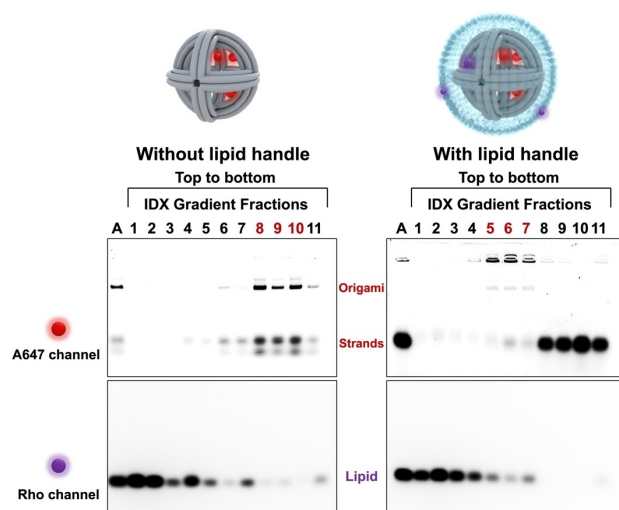 Without lipid handle
With lipid handle
Top to bottom
Top to bottom
IDX Gradient Fractions
IDX Gradient Fractions
A 1 2 3 4 5 6 7 8 9 10 11
A 1 2 3 4 5 6 7 8 9 10 11
Origami
Strands
A647 channel
Lipid
Rho channel